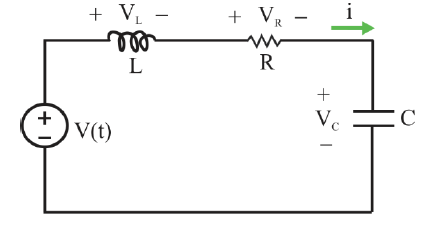 + V_L − + V_R − i
L R
+
V_C C
−
+
− V(t)